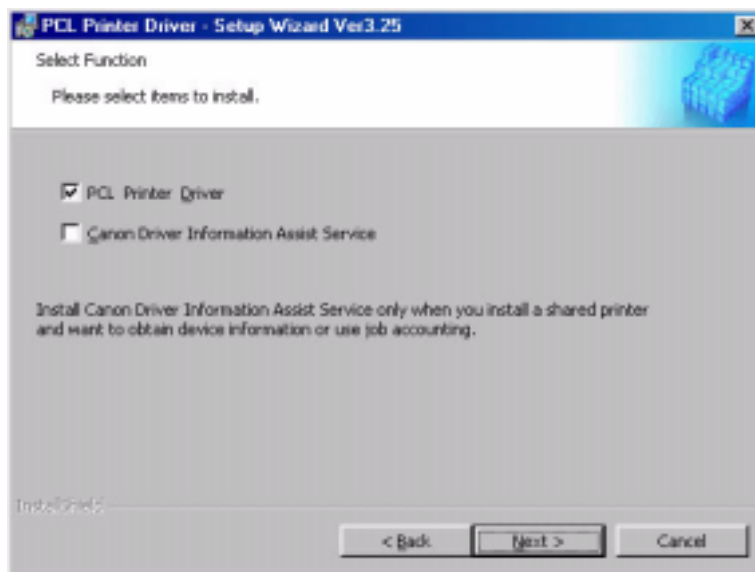 PCL Printer Driver - Setup Wizard Ver3.25
Select Function
Please select items to install.
PCL Printer Driver
Canon Driver Information Assist Service
Install Canon Driver Information Assist Service only when you install a shared printer
and want to obtain device information or use job accounting.
InstallShield
< Back Next > Cancel